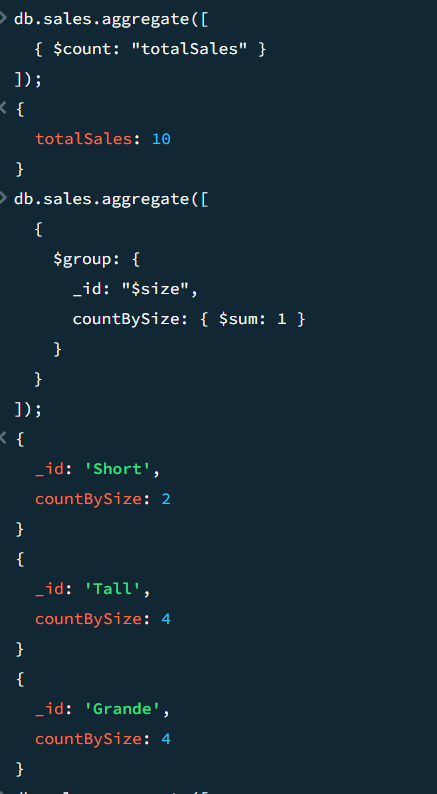 db.sales.aggregate([
{ $count: "totalSales" }
]);
{
totalSales: 10
}
db.sales.aggregate([
{
$group: {
_id: "$size",
countBySize: { $sum: 1 }
}
}
]);
{
_id: 'Short',
countBySize: 2
}
{
_id: 'Tall',
countBySize: 4
}
{
_id: 'Grande',
countBySize: 4
}